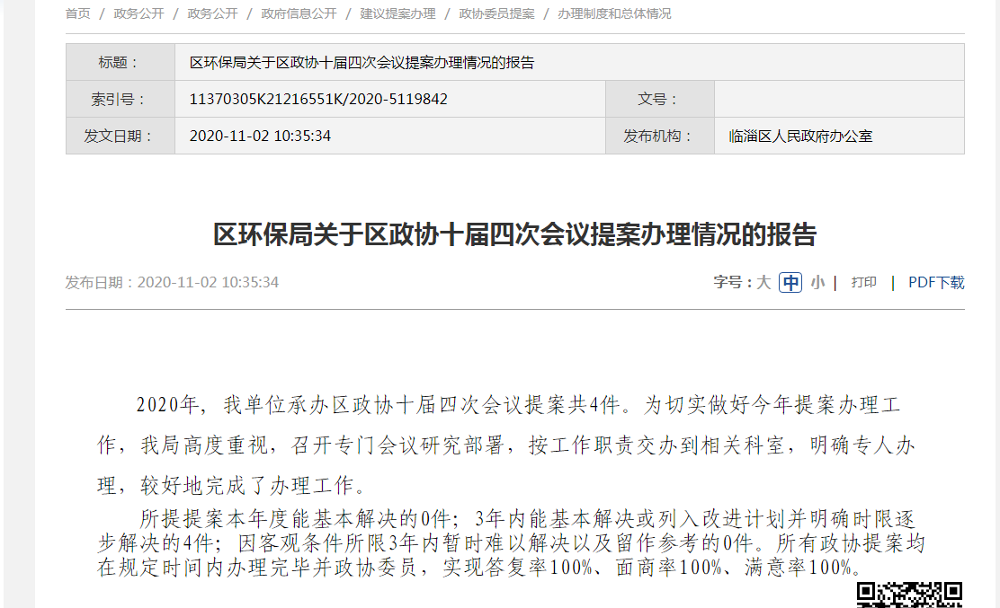 首页 / 政务公开 / 政务公开 / 政府信息公开 / 建议提案办理 / 政协委员提案 / 办理制度和总体情况
标题： 区环保局关于区政协十届四次会议提案办理情况的报告
索引号： 11370305K21216551K/2020-5119842 文号：
发文日期： 2020-11-02 10:35:34 发布机构： 临淄区人民政府办公室
区环保局关于区政协十届四次会议提案办理情况的报告
发布日期：2020-11-02 10:35:34 字号：大 中 小 | 打印 | PDF下载
2020年，我单位承办区政协十届四次会议提案共4件。为切实做好今年提案办理工
作，我局高度重视，召开专门会议研究部署，按工作职责交办到相关科室，明确专人办
理，较好地完成了办理工作。
所提提案本年度能基本解决的0件；3年内能基本解决或列入改进计划并明确时限逐
步解决的4件；因客观条件所限3年内暂时难以解决以及留作参考的0件。所有政协提案均
在规定时间内办理完毕并政协委员，实现答复率100%、面商率100%、满意率100%。